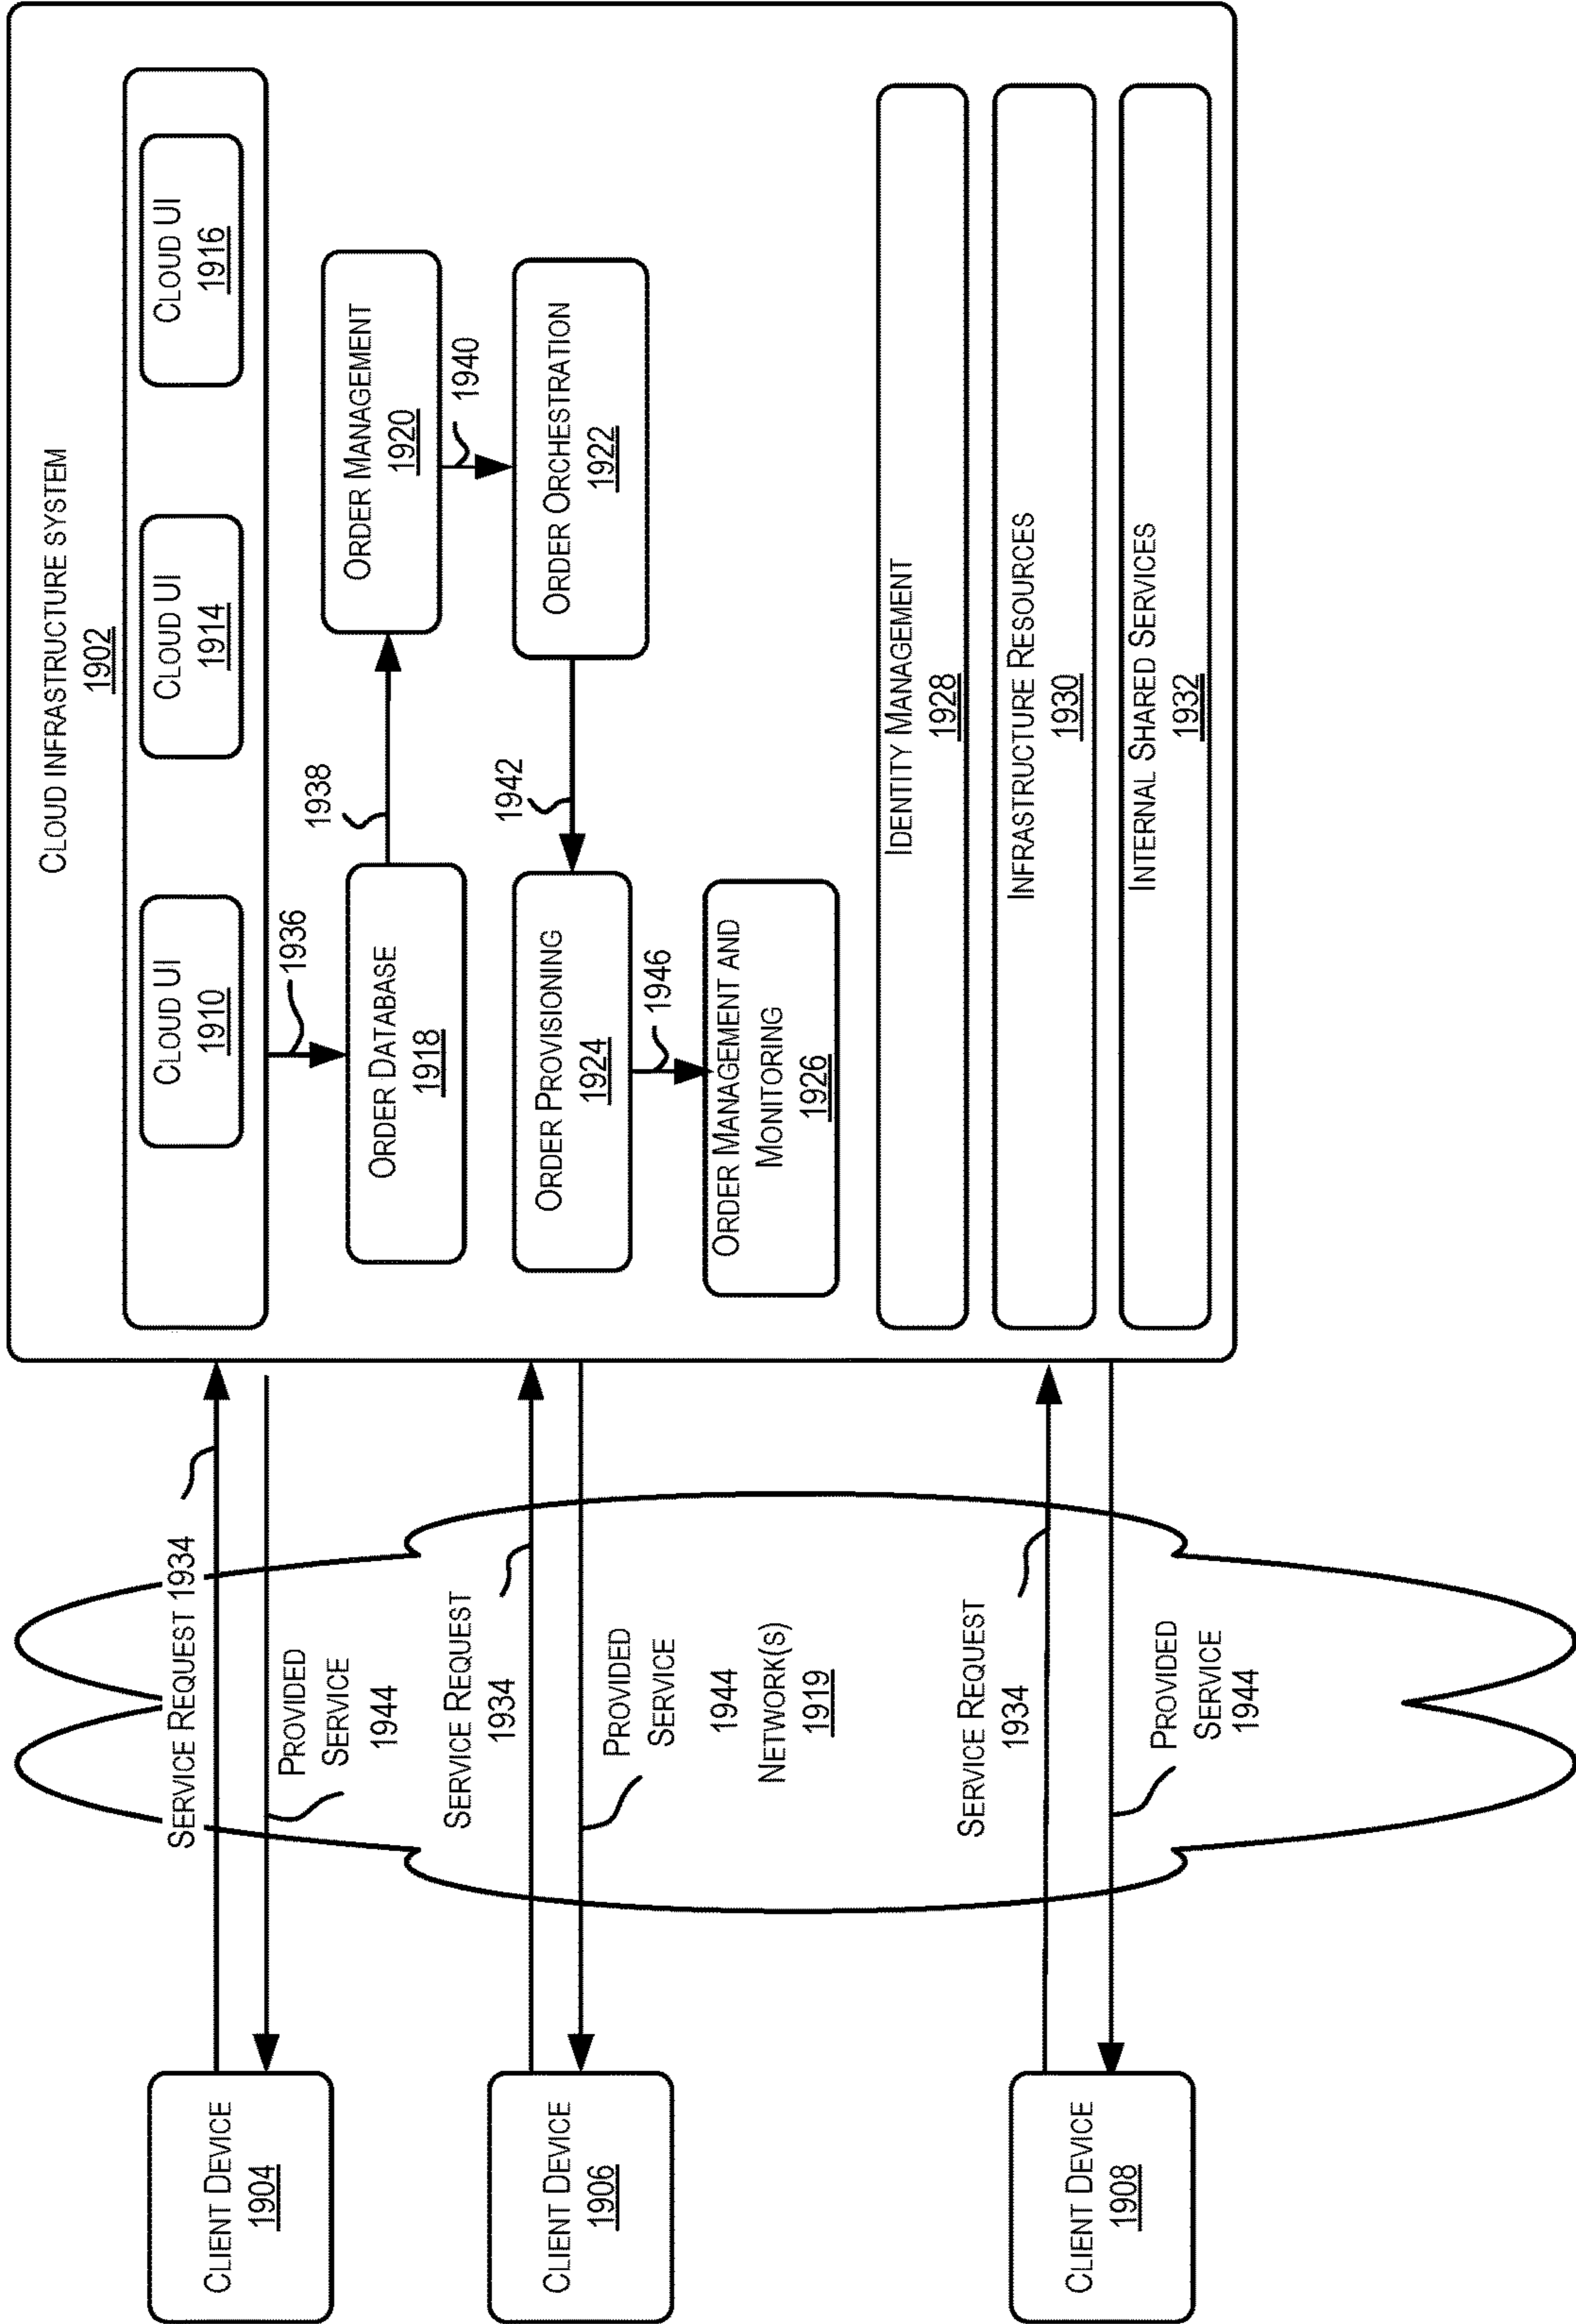 CLIENT DEVICE
1904
CLIENT DEVICE
1906
CLIENT DEVICE
1908
SERVICE REQUEST 1934
PROVIDED
SERVICE
1944
SERVICE REQUEST
1934
PROVIDED
SERVICE
1944
NETWORK(S)
1919
SERVICE REQUEST
1934
PROVIDED
SERVICE
1944
CLOUD INFRASTRUCTURE SYSTEM
1902
CLOUD UI
1910
CLOUD UI
1914
CLOUD UI
1916
1936
ORDER DATABASE
1918
1938
ORDER MANAGEMENT
1920
1940
ORDER ORCHESTRATION
1922
1942
ORDER PROVISIONING
1924
1946
ORDER MANAGEMENT AND
MONITORING
1926
IDENTITY MANAGEMENT
1928
INFRASTRUCTURE RESOURCES
1930
INTERNAL SHARED SERVICES
1932